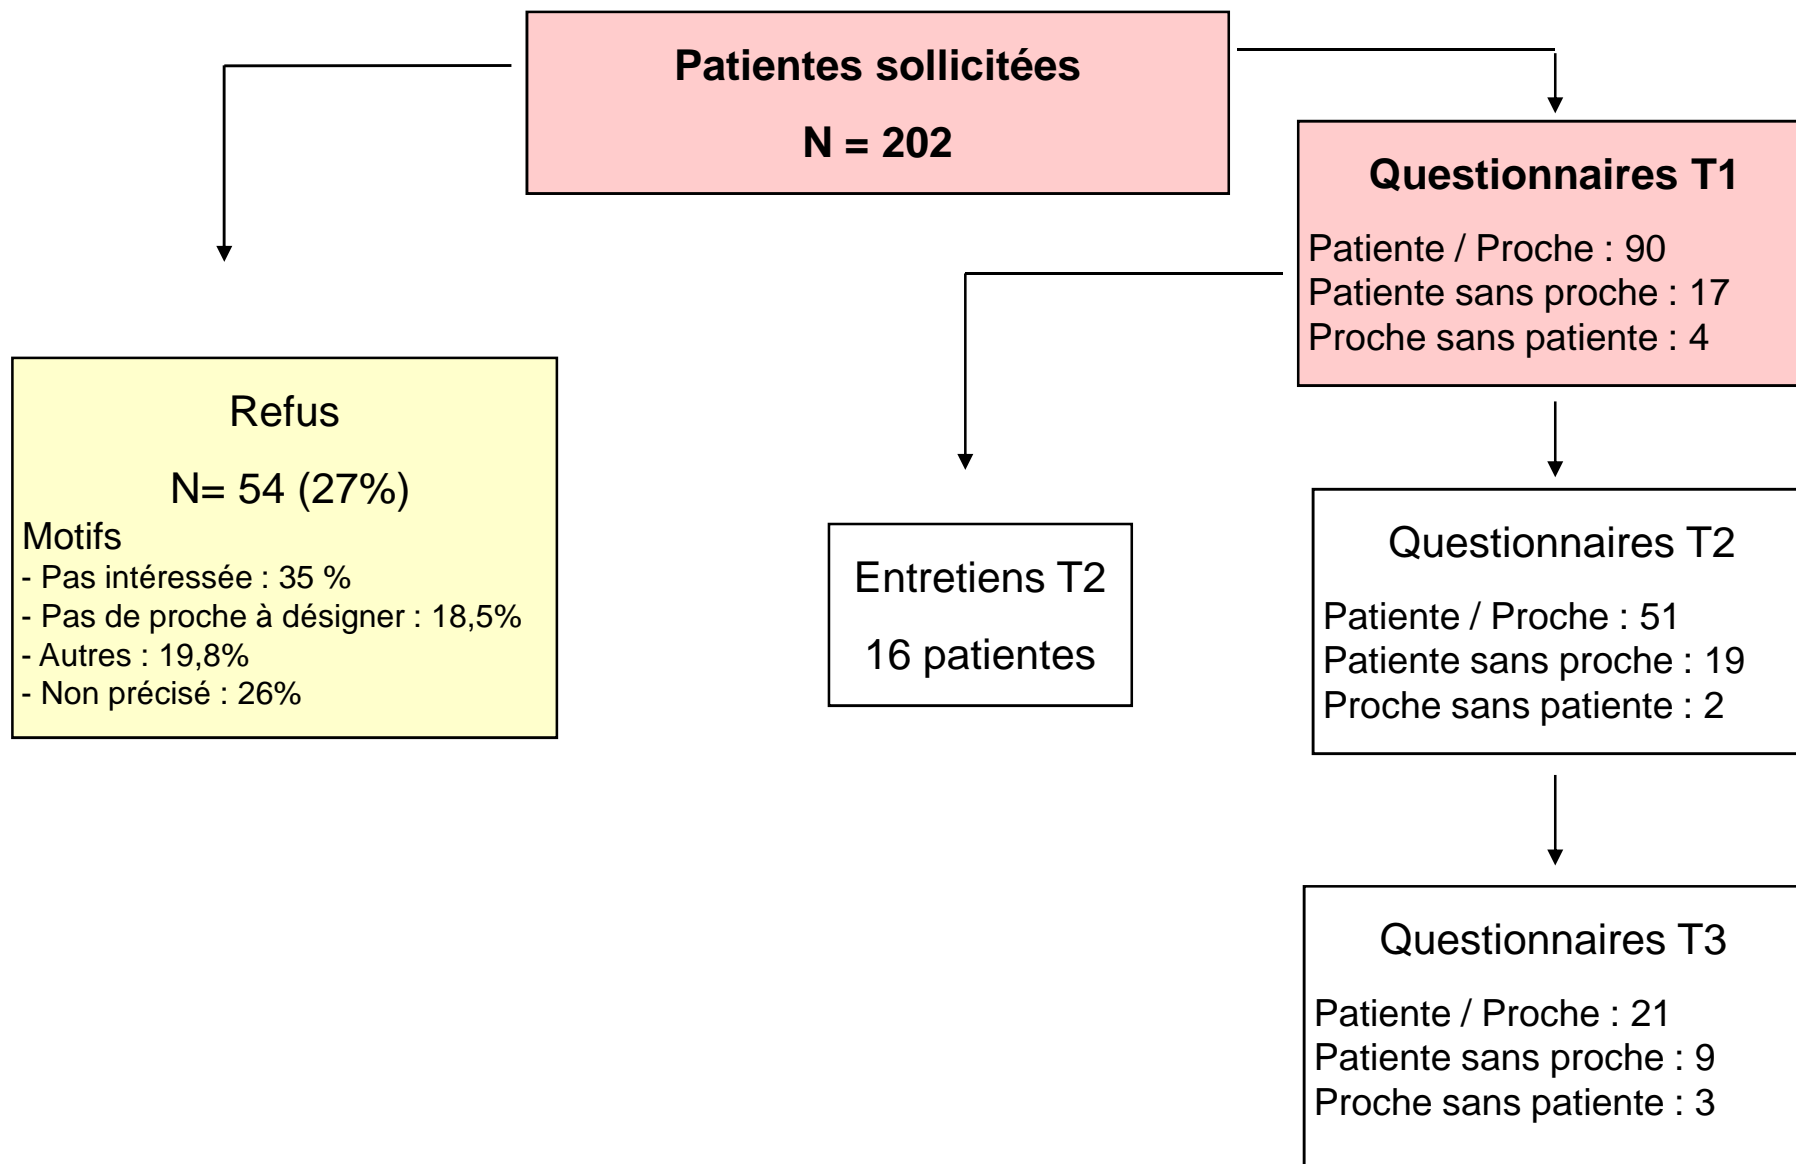 Patientes sollicitées
N = 202
Questionnaires T1
Patiente / Proche : 90
Patiente sans proche : 17
Proche sans patiente : 4
Refus
N= 54 (27%)
Motifs
- Pas intéressée : 35 %
- Pas de proche à désigner : 18,5%
- Autres : 19,8%
- Non précisé : 26%
Entretiens T2
16 patientes
Questionnaires T2
Patiente / Proche : 51
Patiente sans proche : 19
Proche sans patiente : 2
Questionnaires T3
Patiente / Proche : 21
Patiente sans proche : 9
Proche sans patiente : 3